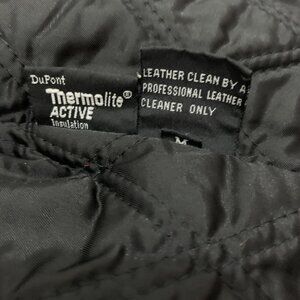 DuPont
Thermolite®
ACTIVE
Insulation
LEATHER CLEAN BY A
PROFESSIONAL LEATHER
CLEANER ONLY
M